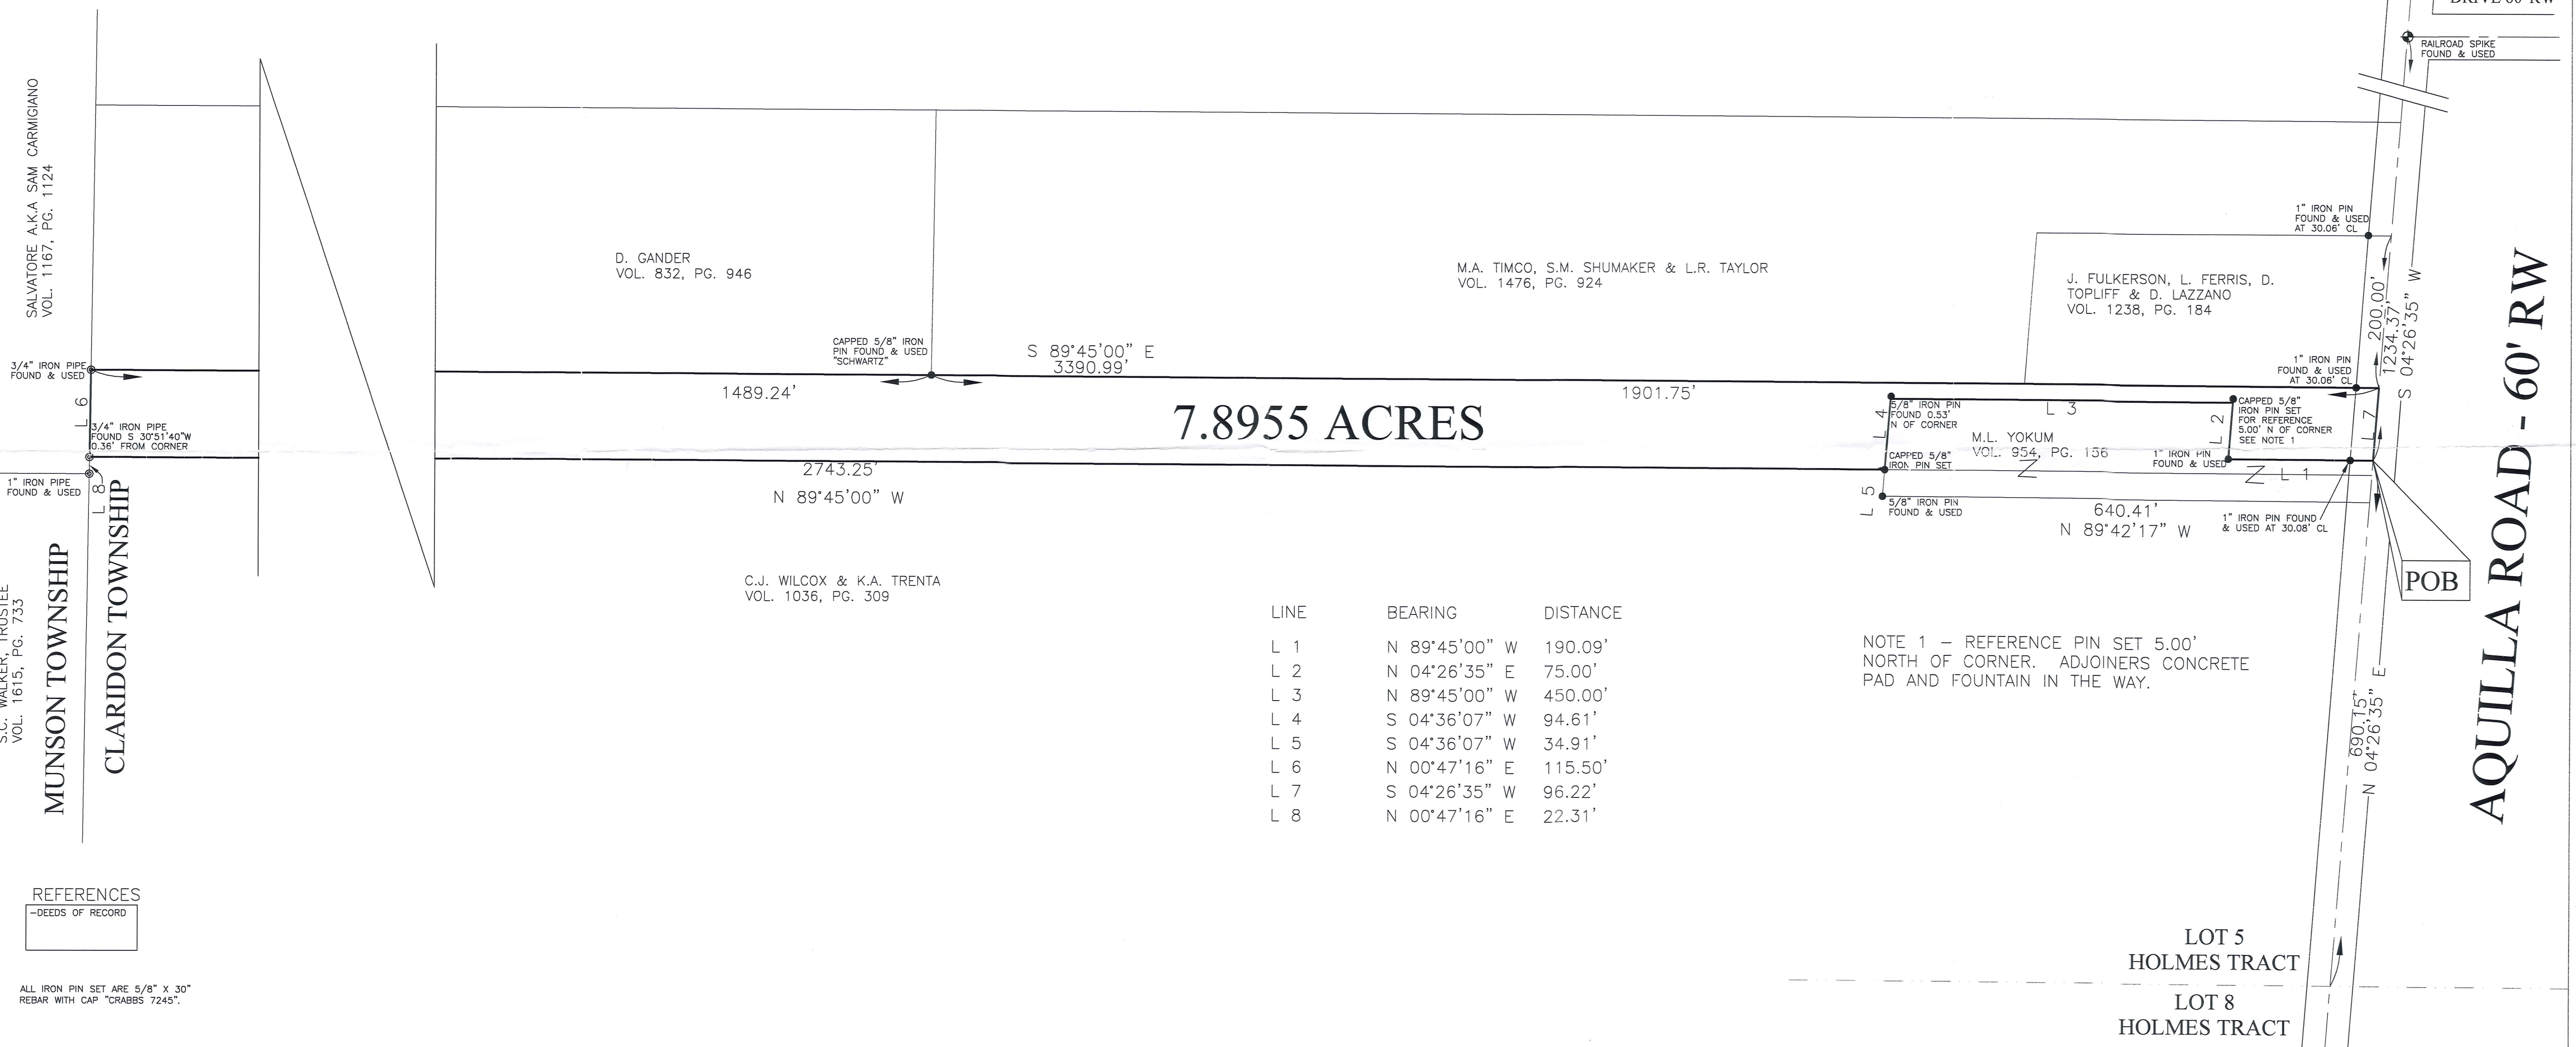 DRIVE 60' RW
RAILROAD SPIKE
FOUND & USED
SALVATORE A.K.A SAM CARMIGIANO
VOL. 1167, PG. 1124
1" IRON PIN
FOUND & USED
AT 30.06' CL
D. GANDER
VOL. 832, PG. 946
M.A. TIMCO, S.M. SHUMAKER & L.R. TAYLOR
VOL. 1476, PG. 924
J. FULKERSON, L. FERRIS, D.
TOPLIFF & D. LAZZANO
VOL. 1238, PG. 184
200.00'
1234.37'
S 04°26'35" W
3/4" IRON PIPE
FOUND & USED
CAPPED 5/8" IRON
PIN FOUND & USED
"SCHWARTZ"
S 89°45'00" E
3390.99'
1489.24'
1901.75'
1" IRON PIN
FOUND & USED
AT 30.06' CL
7.8955 ACRES
L 6
3/4" IRON PIPE
FOUND S 30°51'40"W
0.36' FROM CORNER
1" IRON PIPE
FOUND & USED
L 8
2743.25'
N 89°45'00" W
L 4
5/8" IRON PIN
FOUND 0.53'
N OF CORNER
L 3
L 2
CAPPED 5/8"
IRON PIN SET
FOR REFERENCE
5.00' N OF CORNER
SEE NOTE 1
L 7
M.L. YOKUM
VOL. 954, PG. 156
CAPPED 5/8"
IRON PIN SET
1" IRON PIN
FOUND & USED
L 1
L 5
5/8" IRON PIN
FOUND & USED
640.41'
N 89°42'17" W
1" IRON PIN FOUND
& USED AT 30.08' CL
POB
AQUILLA ROAD - 60' RW
S.C. WALKER, TRUSTEE
VOL. 1615, PG. 733
MUNSON TOWNSHIP
CLARIDON TOWNSHIP
C.J. WILCOX & K.A. TRENTA
VOL. 1036, PG. 309
LINE BEARING DISTANCE
L 1 N 89°45'00" W 190.09'
L 2 N 04°26'35" E 75.00'
L 3 N 89°45'00" W 450.00'
L 4 S 04°36'07" W 94.61'
L 5 S 04°36'07" W 34.91'
L 6 N 00°47'16" E 115.50'
L 7 S 04°26'35" W 96.22'
L 8 N 00°47'16" E 22.31'
NOTE 1 – REFERENCE PIN SET 5.00'
NORTH OF CORNER. ADJOINERS CONCRETE
PAD AND FOUNTAIN IN THE WAY.
690.15'
N 04°26'35" E
REFERENCES
–DEEDS OF RECORD
ALL IRON PIN SET ARE 5/8" X 30"
REBAR WITH CAP "CRABBS 7245".
LOT 5
HOLMES TRACT
LOT 8
HOLMES TRACT